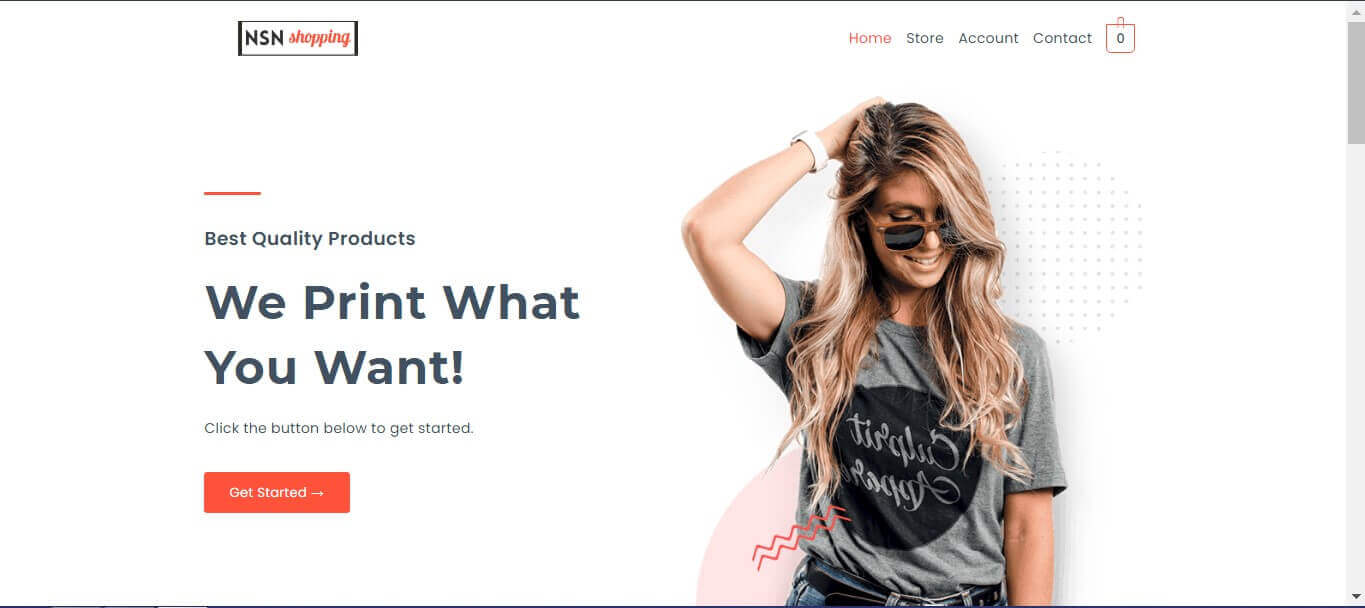 NSN shopping
Home Store Account Contact 0
Best Quality Products
We Print What
You Want!
Click the button below to get started.
Get Started →
Culprit
Apparel